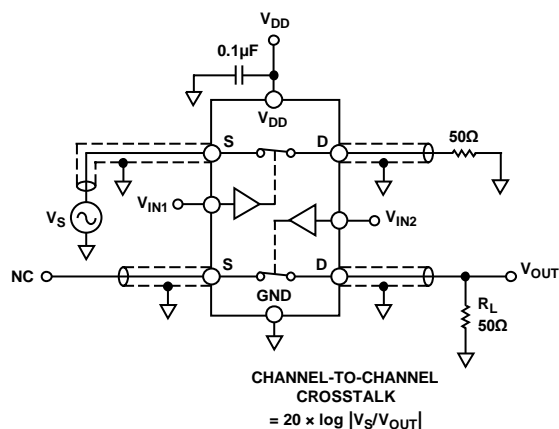 VDD
0.1µF
VDD
S
D
50Ω
VS
VIN1
VIN2
NC
S
D
VOUT
GND
RL
50Ω
CHANNEL-TO-CHANNEL
CROSSTALK
= 20 × log |VS/VOUT|